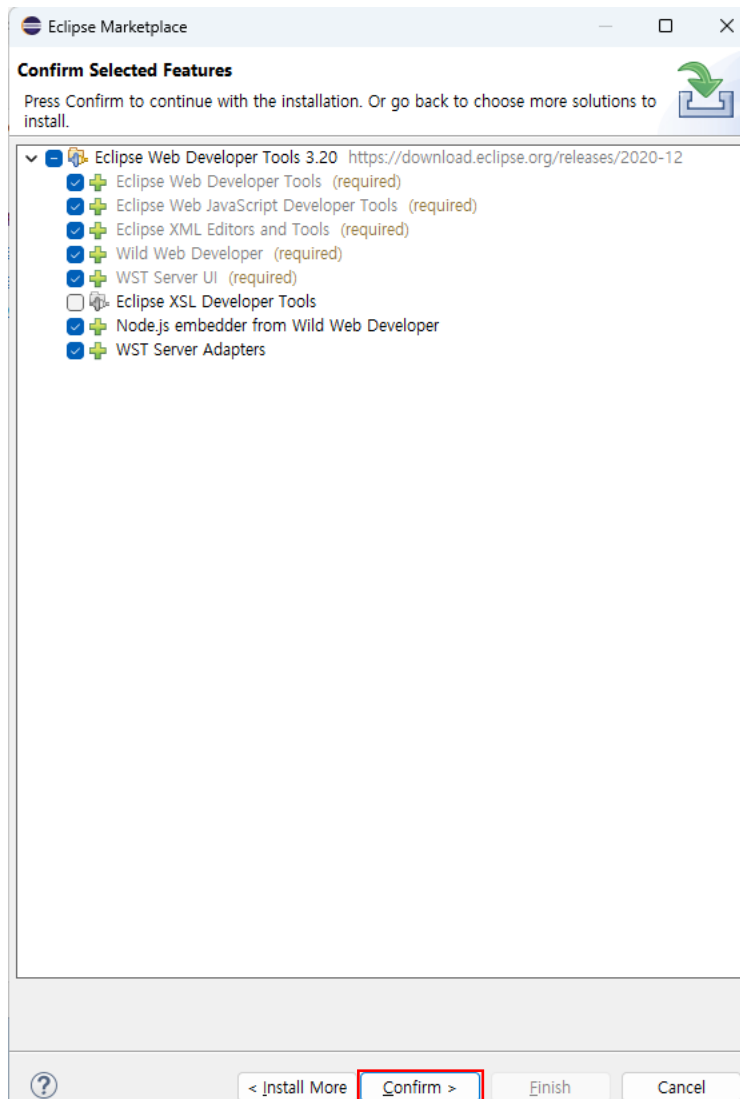 Eclipse Marketplace
Confirm Selected Features
Press Confirm to continue with the installation. Or go back to choose more solutions to
install.
Eclipse Web Developer Tools 3.20 https://download.eclipse.org/releases/2020-12
Eclipse Web Developer Tools (required)
Eclipse Web JavaScript Developer Tools (required)
Eclipse XML Editors and Tools (required)
Wild Web Developer (required)
WST Server UI (required)
Eclipse XSL Developer Tools
Node.js embedder from Wild Web Developer
WST Server Adapters
? < Install More Confirm > Finish Cancel